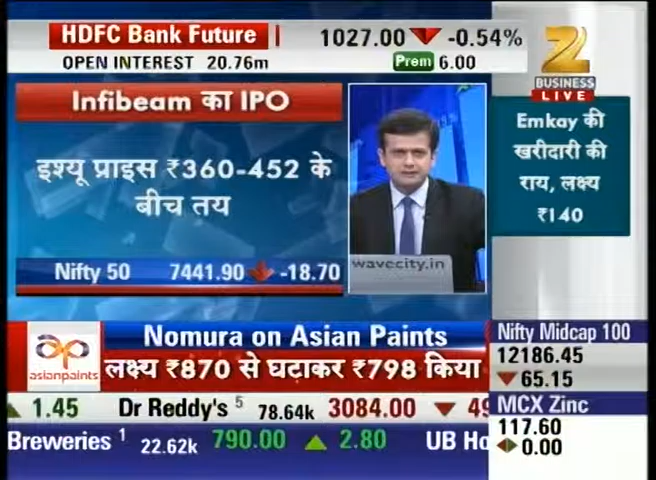 HDFC Bank Future
1027.00 -0.54%
OPEN INTEREST 20.76m
Prem 6.00
Z
BUSINESS
LIVE
Infibeam का IPO
इश्यू प्राइस ₹360-452 के
बीच तय
wavecity.in
Emkay की
खरीदारी की
राय, लक्ष्य
₹140
Nifty 50 7441.90 -18.70
asianpaints
Nomura on Asian Paints
लक्ष्य ₹870 से घटाकर ₹798 किया
Nifty Midcap 100
12186.45
65.15
1.45 Dr Reddy's 5 78.64k 3084.00
MCX Zinc
117.60
0.00
Breweries 1 22.62k 790.00 2.80 UB